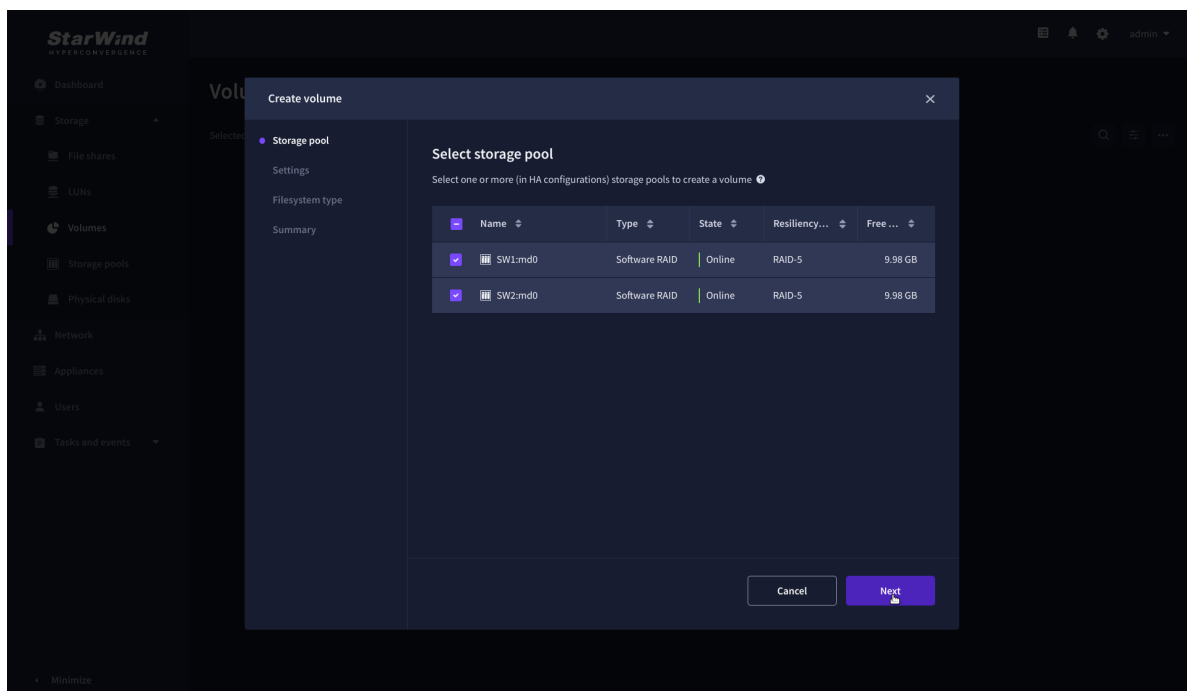 StarWind
HYPERCONVERGENCE
admin
Dashboard
Storage
File shares
LUNs
Volumes
Storage pools
Physical disks
Network
Appliances
Users
Tasks and events
Minimize
Volu
Selected
Create volume
Storage pool
Settings
Filesystem type
Summary
Select storage pool
Select one or more (in HA configurations) storage pools to create a volume
Name Type State Resiliency... Free ...
SW1:md0 Software RAID Online RAID-5 9.98 GB
SW2:md0 Software RAID Online RAID-5 9.98 GB
Cancel Next